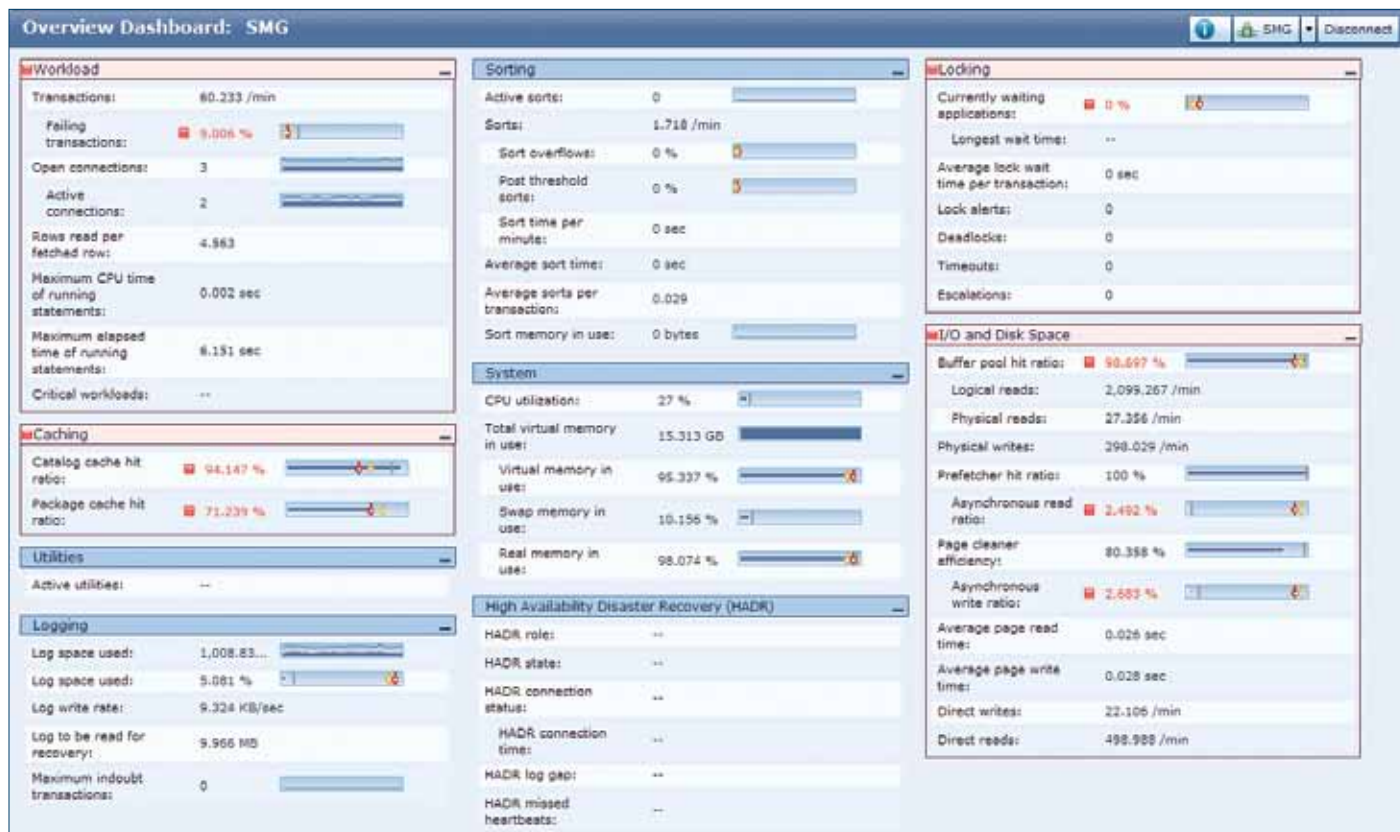 Overview Dashboard: SMG
SMG
Disconnect
Workload
Transactions: 60.233 /min
Failing
transactions: 9.006 %
Open connections: 3
Active
connections: 2
Rows read per
fetched row: 4.563
Maximum CPU time
of running
statements: 0.002 sec
Maximum elapsed
time of running
statements: 6.151 sec
Critical workloads: --
Caching
Catalog cache hit
ratio: 94.147 %
Package cache hit
ratio: 71.239 %
Utilities
Active utilities: --
Logging
Log space used: 1,008.83...
Log space used: 5.081 %
Log write rate: 9.324 KB/sec
Log to be read for
recovery: 9.966 MB
Maximum indoubt
transactions: 0
Sorting
Active sorts: 0
Sorts: 1.718 /min
Sort overflows: 0 %
Post threshold
sorts: 0 %
Sort time per
minute: 0 sec
Average sort time: 0 sec
Average sorts per
transaction: 0.029
Sort memory in use: 0 bytes
System
CPU utilization: 27 %
Total virtual memory
in use: 15.313 GB
Virtual memory in
use: 95.337 %
Swap memory in
use: 10.156 %
Real memory in
use: 98.074 %
High Availability Disaster Recovery (HADR)
HADR role: --
HADR state: --
HADR connection
status: --
HADR connection
time: --
HADR log gap: --
HADR missed
heartbeats: --
Locking
Currently waiting
applications: 0 %
Longest wait time: --
Average lock wait
time per transaction: 0 sec
Lock alerts: 0
Deadlocks: 0
Timeouts: 0
Escalations: 0
I/O and Disk Space
Buffer pool hit ratio: 98.697 %
Logical reads: 2,099.267 /min
Physical reads: 27.356 /min
Physical writes: 298.029 /min
Prefetcher hit ratio: 100 %
Asynchronous read
ratio: 2.492 %
Page cleaner
efficiency: 80.358 %
Asynchronous
write ratio: 2.683 %
Average page read
time: 0.026 sec
Average page write
time: 0.028 sec
Direct writes: 22.106 /min
Direct reads: 498.988 /min